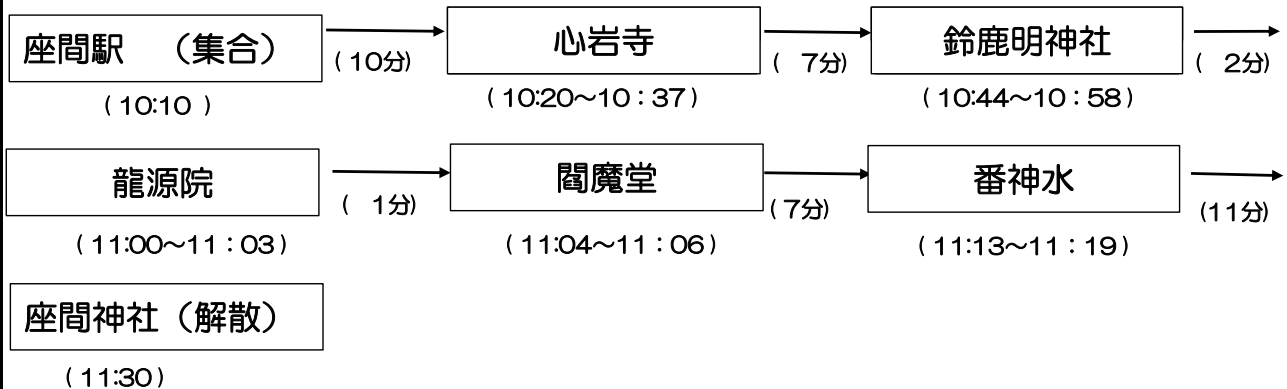 座間駅　（集合） 心岩寺 鈴鹿明神社
(10分) (　7分) (　2分)
(10:10 ) (10:20～10：37) (10:44～10：58)
龍源院 閻魔堂 番神水
(　1分) (7分) (11分)
(11:00～11：03) (11:04～11：06) (11:13～11：19)
座間神社（解散）
(11:30)